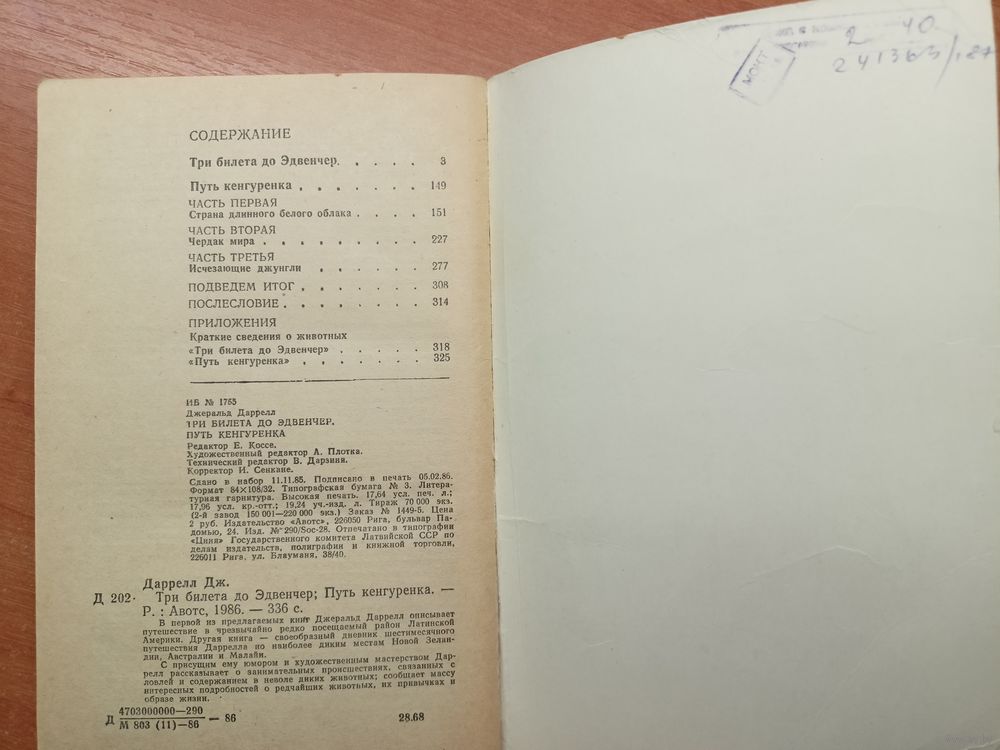 СОДЕРЖАНИЕ
Три билета до Эдвенчер. . . . . 3
Путь кенгуренка . . . . . . . 149
ЧАСТЬ ПЕРВАЯ
Страна длинного белого облака . . . . 151
ЧАСТЬ ВТОРАЯ
Чердак мира . . . . . . . . . 227
ЧАСТЬ ТРЕТЬЯ
Исчезающие джунгли . . . . . . 277
ПОДВЕДЕМ ИТОГ . . . . . . . 308
ПОСЛЕСЛОВИЕ . . . . . . . . 314
ПРИЛОЖЕНИЯ
Краткие сведения о животных
«Три билета до Эдвенчер» . . . . . 318
«Путь кенгуренка» . . . . . . . 325
ИБ № 1765
Джеральд Даррелл
ТРИ БИЛЕТА ДО ЭДВЕНЧЕР.
ПУТЬ КЕНГУРЕНКА
Редактор Е. Коссе.
Художественный редактор А. Плотка.
Технический редактор В. Дарзиня.
Корректор И. Сенкане.
Сдано в набор 11.11.85. Подписано в печать 05.02.86.
Формат 84×108/32. Типографская бумага № 3. Литера-
турная гарнитура. Высокая печать. 17,64 усл. печ. л.;
17,96 усл. кр.-отт.; 19,24 уч.-изд. л. Тираж 70 000 экз.
(2-й завод 150 001—220 000 экз.) Заказ № 1449-5. Цена
2 руб. Издательство «Авотс», 226050 Рига, бульвар Па-
домью, 24. Изд. № 290/Soc-28. Отпечатано в типографии
«Циня» Государственного комитета Латвийской ССР по
делам издательств, полиграфии и книжной торговли,
226011 Рига, ул. Блауманя, 38/40.
Даррелл Дж.
Д 202 Три билета до Эдвенчер; Путь кенгуренка. —
Р. : Авотс, 1986. — 336 с.
В первой из предлагаемых книг Джеральд Даррелл описывает
путешествие в чрезвычайно редко посещаемый район Латинской
Америки. Другая книга — своеобразный дневник шестимесячного
путешествия Даррелла по наиболее диким местам Новой Зелан-
дии, Австралии и Малайи.
С присущим ему юмором и художественным мастерством Дар-
релл рассказывает о занимательных происшествиях, связанных с
ловлей и содержанием в неволе диких животных; сообщает массу
интересных подробностей о редчайших животных, их привычках и
образе жизни.
Д 4703000000—290
М 803 (11)—86 — 86 28.68
2 40
241363/
МОНТ